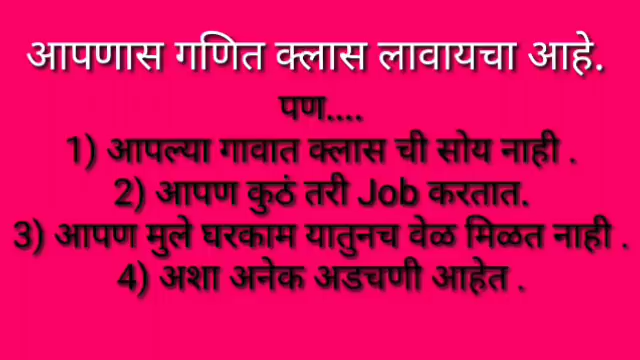 आपणास गणित क्लास लावायचा आहे.
पण....
1) आपल्या गावात क्लास ची सोय नाही .
2) आपण कुठं तरी Job करतात.
3) आपण मुले घरकाम यातुनच वेळ मिळत नाही .
4) अशा अनेक अडचणी आहेत .